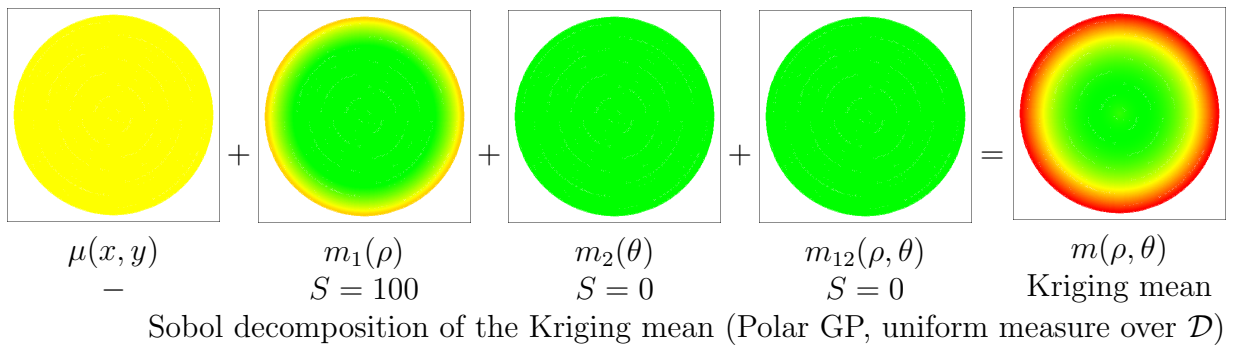 + + + =
μ(x, y) m₁(ρ) m₂(θ) m₁₂(ρ, θ) m(ρ, θ)
− S = 100 S = 0 S = 0 Kriging mean
Sobol decomposition of the Kriging mean (Polar GP, uniform measure over 𝒟)